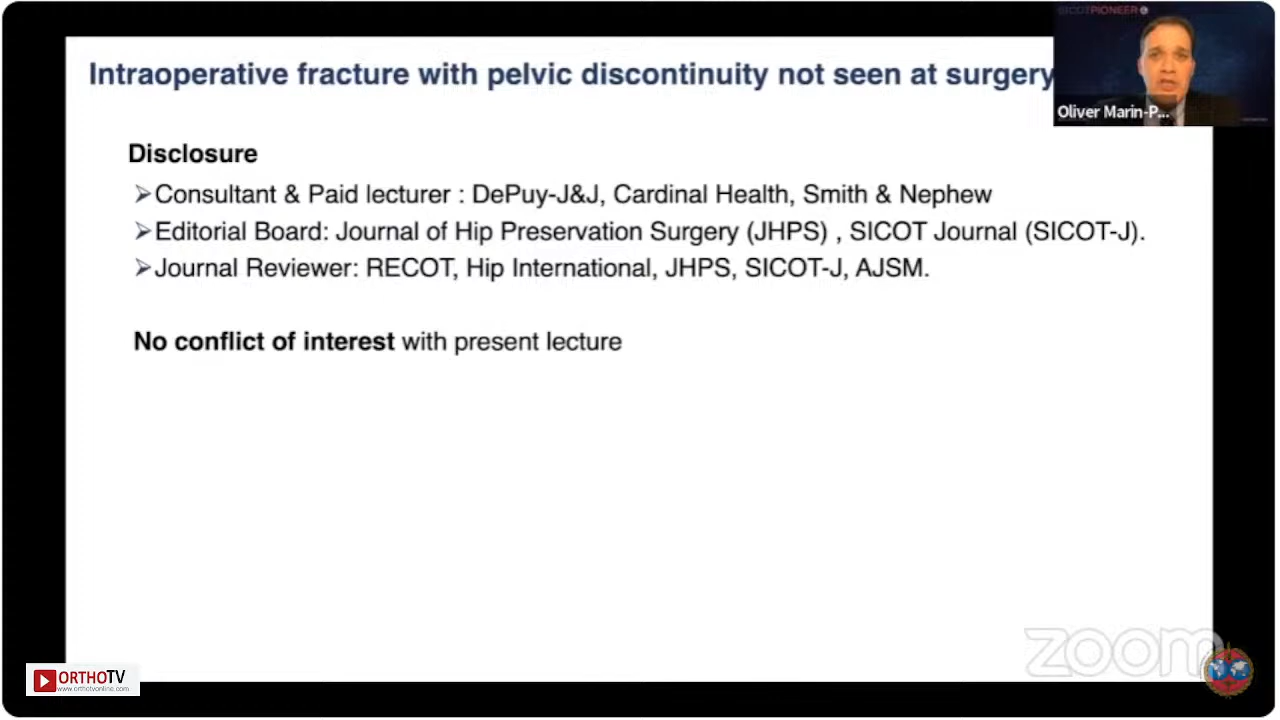 SICOTPIONEER
Intraoperative fracture with pelvic discontinuity not seen at surgery
Oliver Marin-P...
Disclosure
➢Consultant & Paid lecturer : DePuy-J&J, Cardinal Health, Smith & Nephew
➢Editorial Board: Journal of Hip Preservation Surgery (JHPS) , SICOT Journal (SICOT-J).
➢Journal Reviewer: RECOT, Hip International, JHPS, SICOT-J, AJSM.
No conflict of interest with present lecture
zoom
ORTHOTV
www.orthotvonline.com